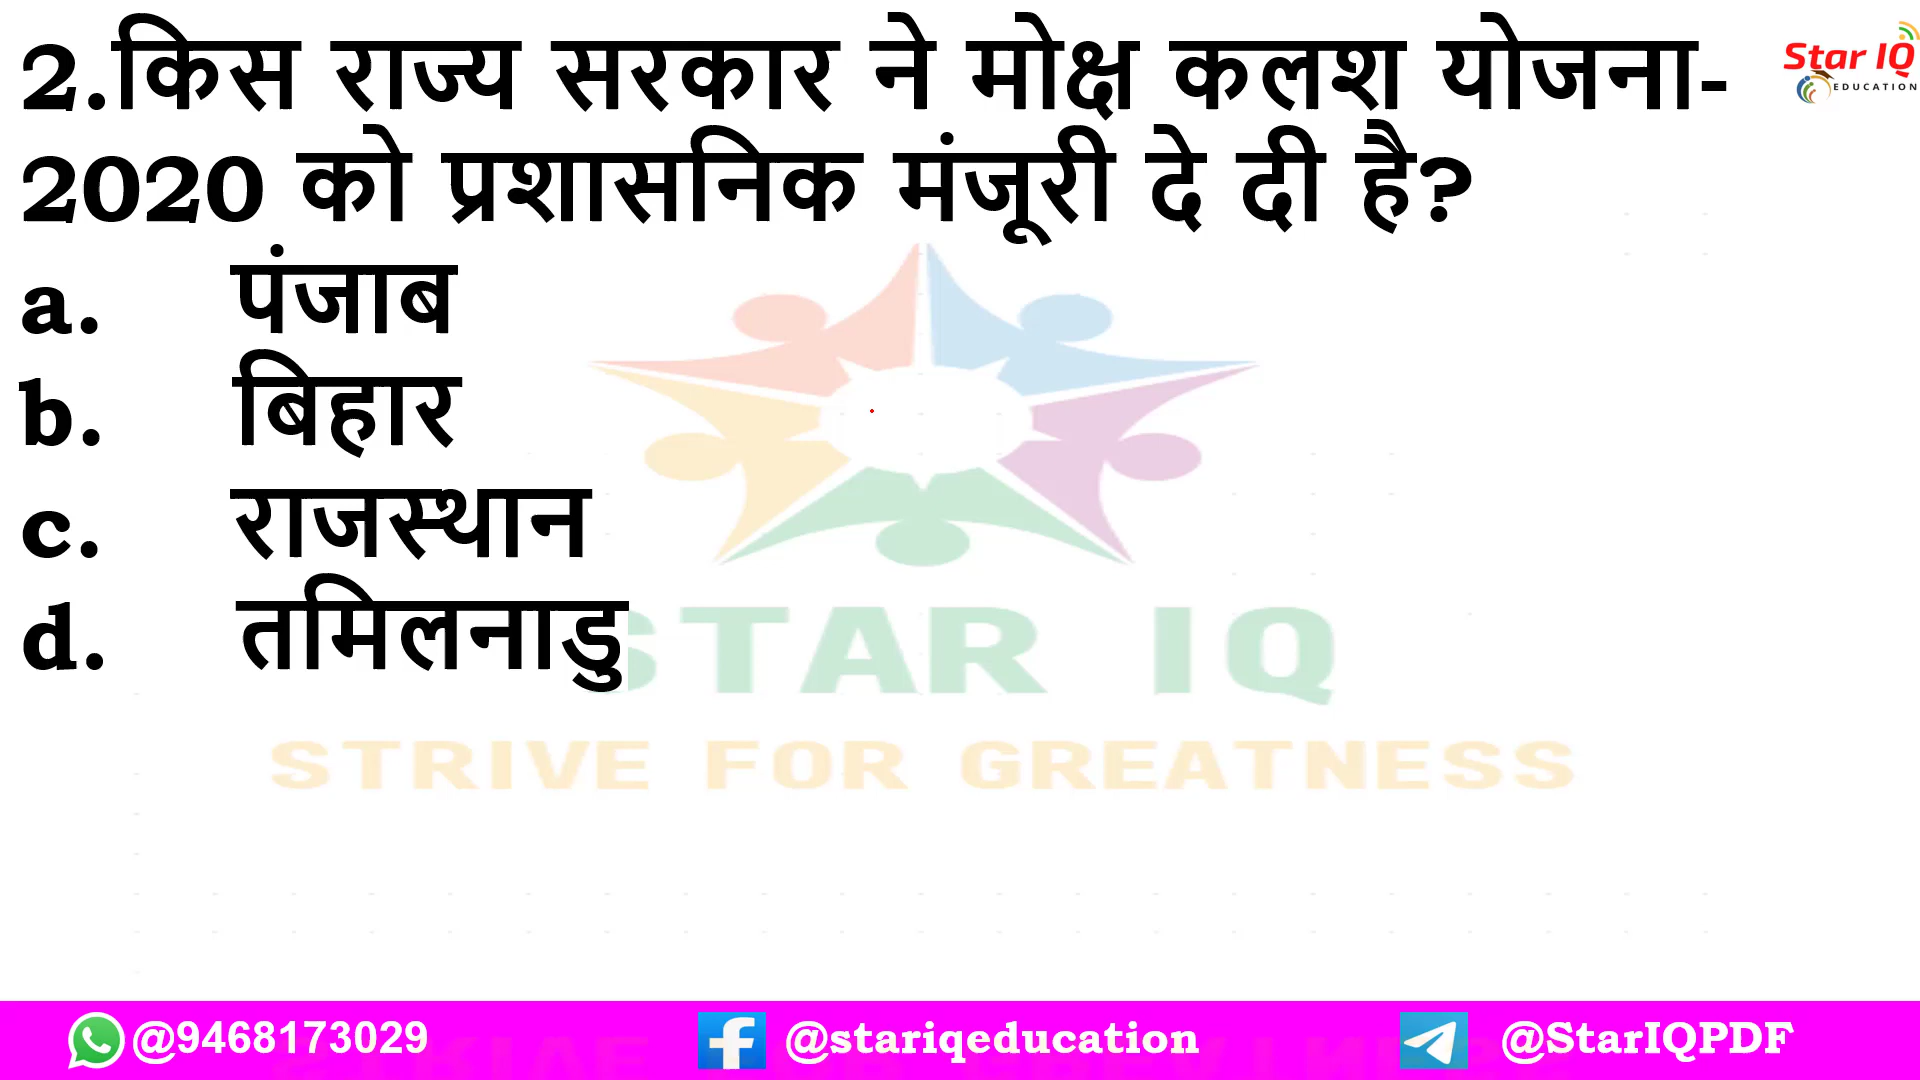 2.किस राज्य सरकार ने मोक्ष कलश योजना-
2020 को प्रशासनिक मंजूरी दे दी है?
a. पंजाब
b. बिहार
c. राजस्थान
d. तमिलनाडु
Star IQ
EDUCATION
STAR IQ
STRIVE FOR GREATNESS
@9468173029
@stariqeducation
@StarIQPDF